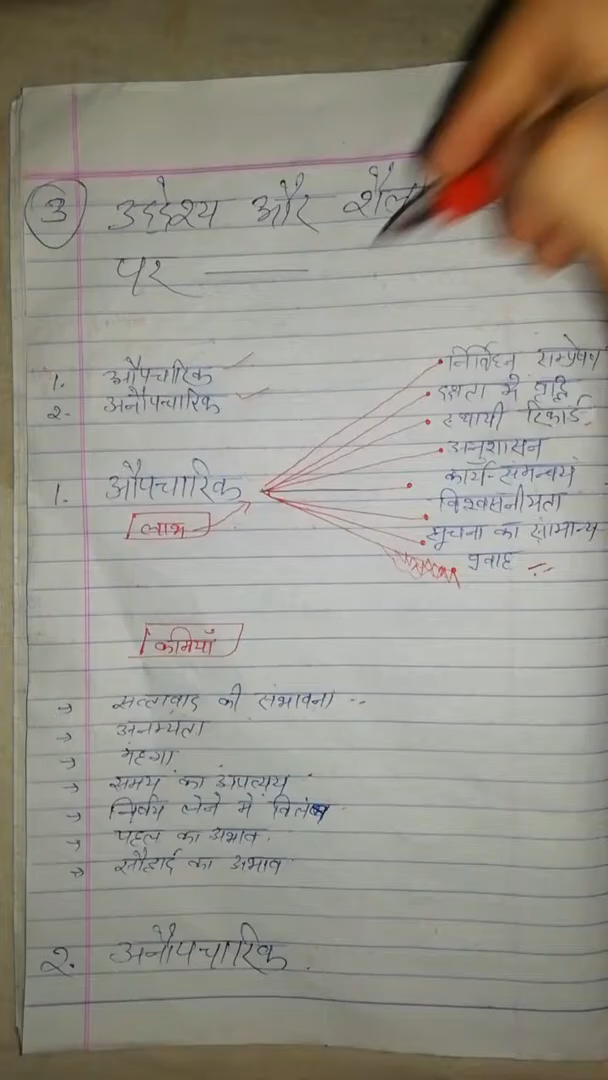 3 उद्देश्य और
पर
1. औपचारिक
2. अनौपचारिक
1. औपचारिक
लाभ
निर्विघ्न सम्प्रेषण
दक्षता में वृद्धि
स्थायी रिकार्ड
अनुशासन
कार्य-समन्वय
विश्वसनीयता
सूचना का सामान्य
प्रवाह
कमियाँ
→ सत्तावाद की संभावना
→ अनम्यता
→ मंहगा
→ समय का अपव्यय
→ निर्णय लेने में विलंब
→ पहल का अभाव
→ सौहार्द का अभाव
2. अनौपचारिक